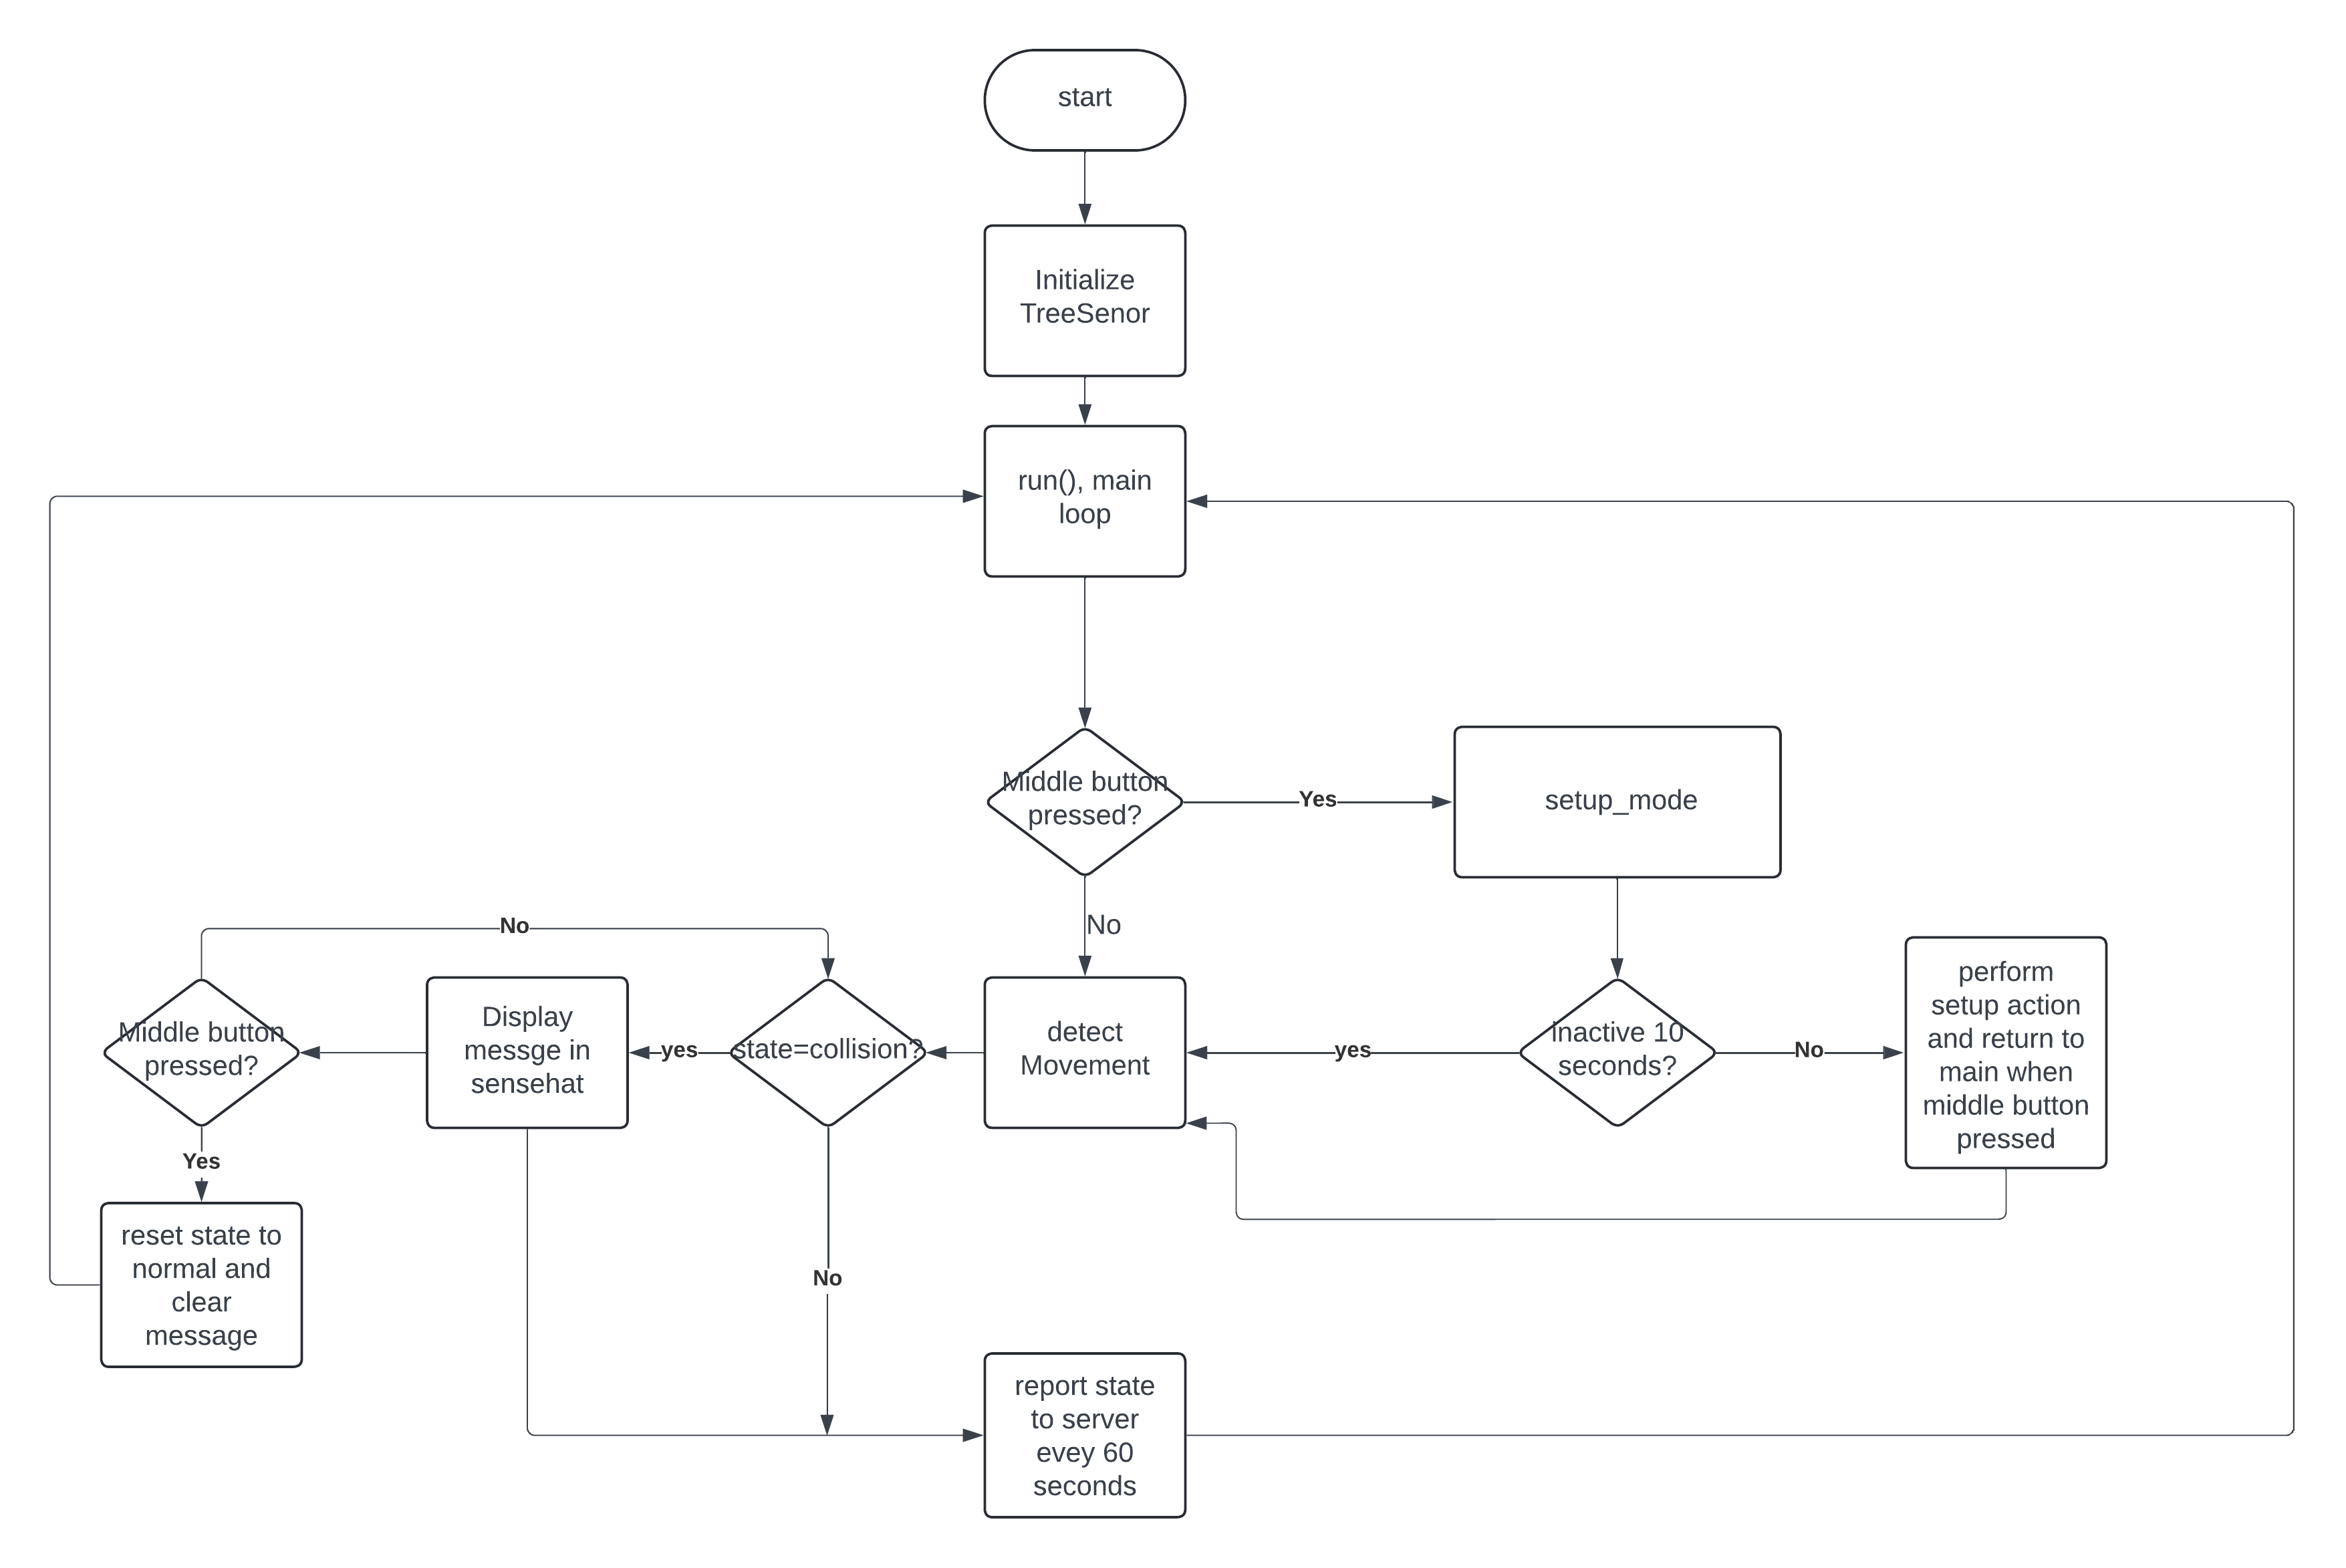 start
Initialize
TreeSenor
run(), main
loop
Middle button
pressed?
Yes
setup_mode
No
No
Middle button
pressed?
Display
messge in
sensehat
yes
state=collision?
detect
Movement
yes
inactive 10
seconds?
No
perform
setup action
and return to
main when
middle button
pressed
Yes
reset state to
normal and
clear
message
No
report state
to server
evey 60
seconds